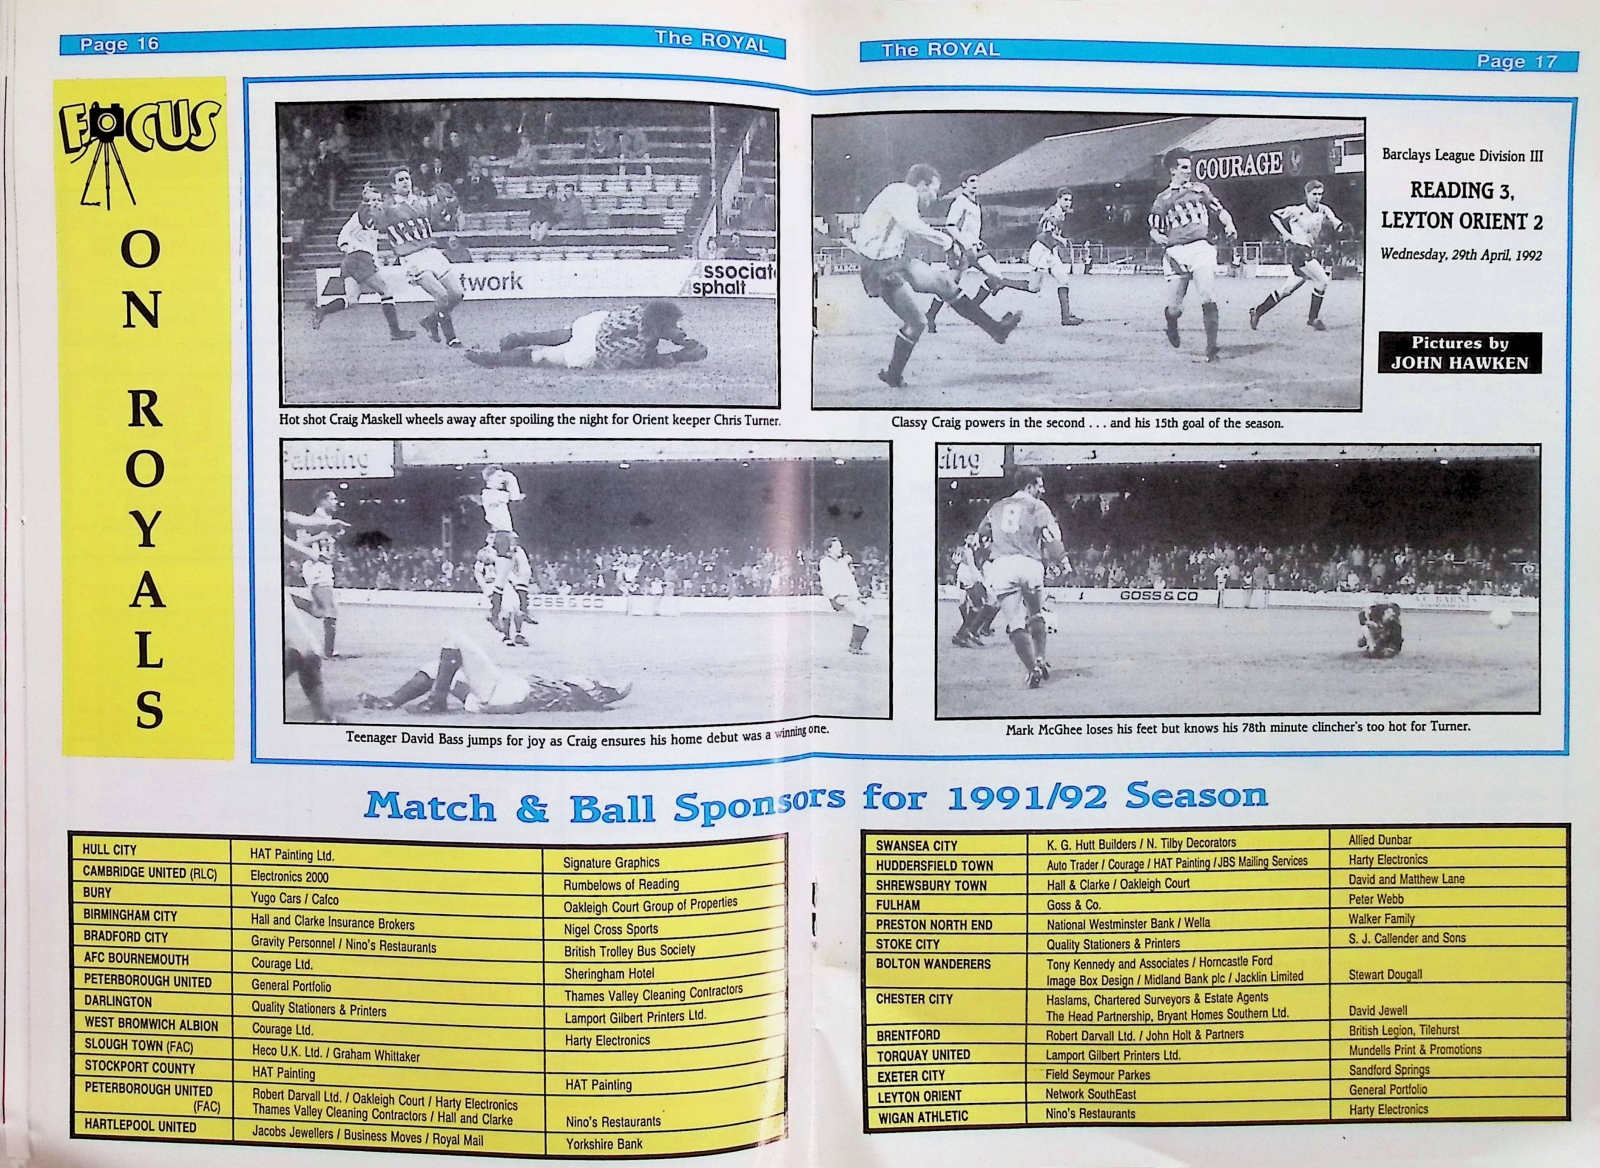 Page 16
The ROYAL
The ROYAL
Page 17
FOCUS
ON
ROYALS
twork
ssociat
sphalt
COURAGE
Barclays League Division III
READING 3,
LEYTON ORIENT 2
Wednesday, 29th April, 1992
Pictures by
JOHN HAWKEN
Hot shot Craig Maskell wheels away after spoiling the night for Orient keeper Chris Turner.
Classy Craig powers in the second . . . and his 15th goal of the season.
ainting
OSS & CO
ting
8
GOSS & CO
Teenager David Bass jumps for joy as Craig ensures his home debut was a winning one.
Mark McGhee loses his feet but knows his 78th minute clincher's too hot for Turner.
Match & Ball Sponsors for 1991/92 Season
HULL CITY HAT Painting Ltd. Signature Graphics
CAMBRIDGE UNITED (RLC) Electronics 2000 Rumbelows of Reading
BURY Yugo Cars / Calco Oakleigh Court Group of Properties
BIRMINGHAM CITY Hall and Clarke Insurance Brokers Nigel Cross Sports
BRADFORD CITY Gravity Personnel / Nino's Restaurants British Trolley Bus Society
AFC BOURNEMOUTH Courage Ltd. Sheringham Hotel
PETERBOROUGH UNITED General Portfolio Thames Valley Cleaning Contractors
DARLINGTON Quality Stationers & Printers Lamport Gilbert Printers Ltd.
WEST BROMWICH ALBION Courage Ltd. Harty Electronics
SLOUGH TOWN (FAC) Heco U.K. Ltd. / Graham Whittaker
STOCKPORT COUNTY HAT Painting HAT Painting
PETERBOROUGH UNITED Robert Darvall Ltd. / Oakleigh Court / Harty Electronics
(FAC) Thames Valley Cleaning Contractors / Hall and Clarke Nino's Restaurants
HARTLEPOOL UNITED Jacobs Jewellers / Business Moves / Royal Mail Yorkshire Bank
SWANSEA CITY K. G. Hutt Builders / N. Tilby Decorators Allied Dunbar
HUDDERSFIELD TOWN Auto Trader / Courage / HAT Painting / JBS Mailing Services Harty Electronics
SHREWSBURY TOWN Hall & Clarke / Oakleigh Court David and Matthew Lane
FULHAM Goss & Co. Peter Webb
PRESTON NORTH END National Westminster Bank / Wella Walker Family
STOKE CITY Quality Stationers & Printers S. J. Callender and Sons
BOLTON WANDERERS Tony Kennedy and Associates / Horncastle Ford
Image Box Design / Midland Bank plc / Jacklin Limited Stewart Dougall
CHESTER CITY Haslams, Chartered Surveyors & Estate Agents
The Head Partnership, Bryant Homes Southern Ltd. David Jewell
BRENTFORD Robert Darvall Ltd. / John Holt & Partners British Legion, Tilehurst
TORQUAY UNITED Lamport Gilbert Printers Ltd. Mundells Print & Promotions
EXETER CITY Field Seymour Parkes Sandford Springs
LEYTON ORIENT Network SouthEast General Portfolio
WIGAN ATHLETIC Nino's Restaurants Harty Electronics